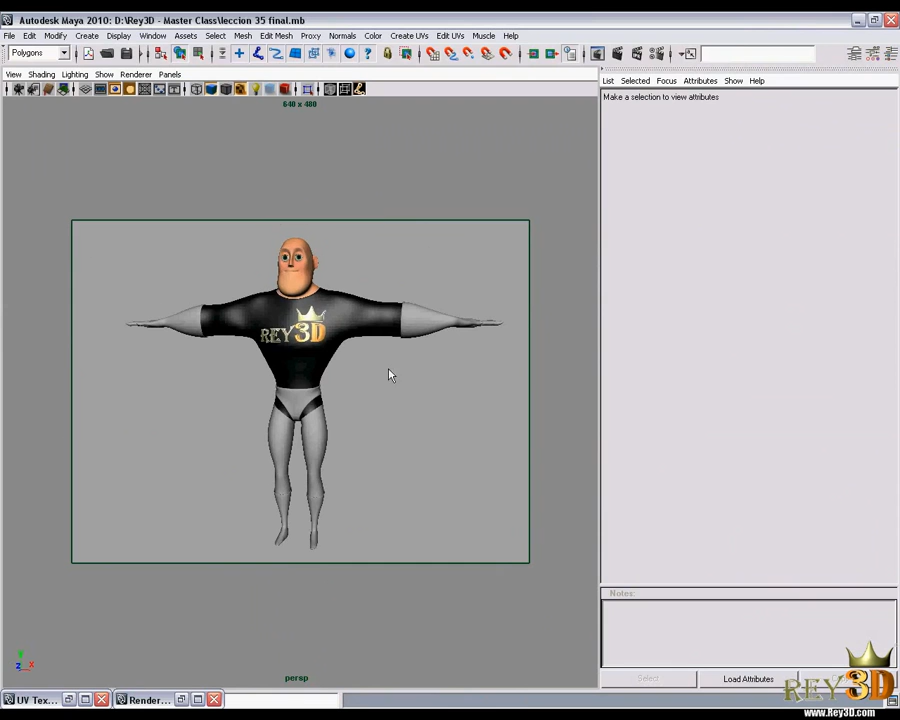 Autodesk Maya 2010: D:\Rey3D - Master Class\leccion 35 final.mb
File Edit Modify Create Display Window Assets Select Mesh Edit Mesh Proxy Normals Color Create UVs Edit UVs Muscle Help
Polygons
View Shading Lighting Show Renderer Panels
List Selected Focus Attributes Show Help
Make a selection to view attributes
640 x 480
REY3D
Notes:
persp
Select
Load Attributes
UV Tex...
Render...
REY3D
www.Rey3D.com